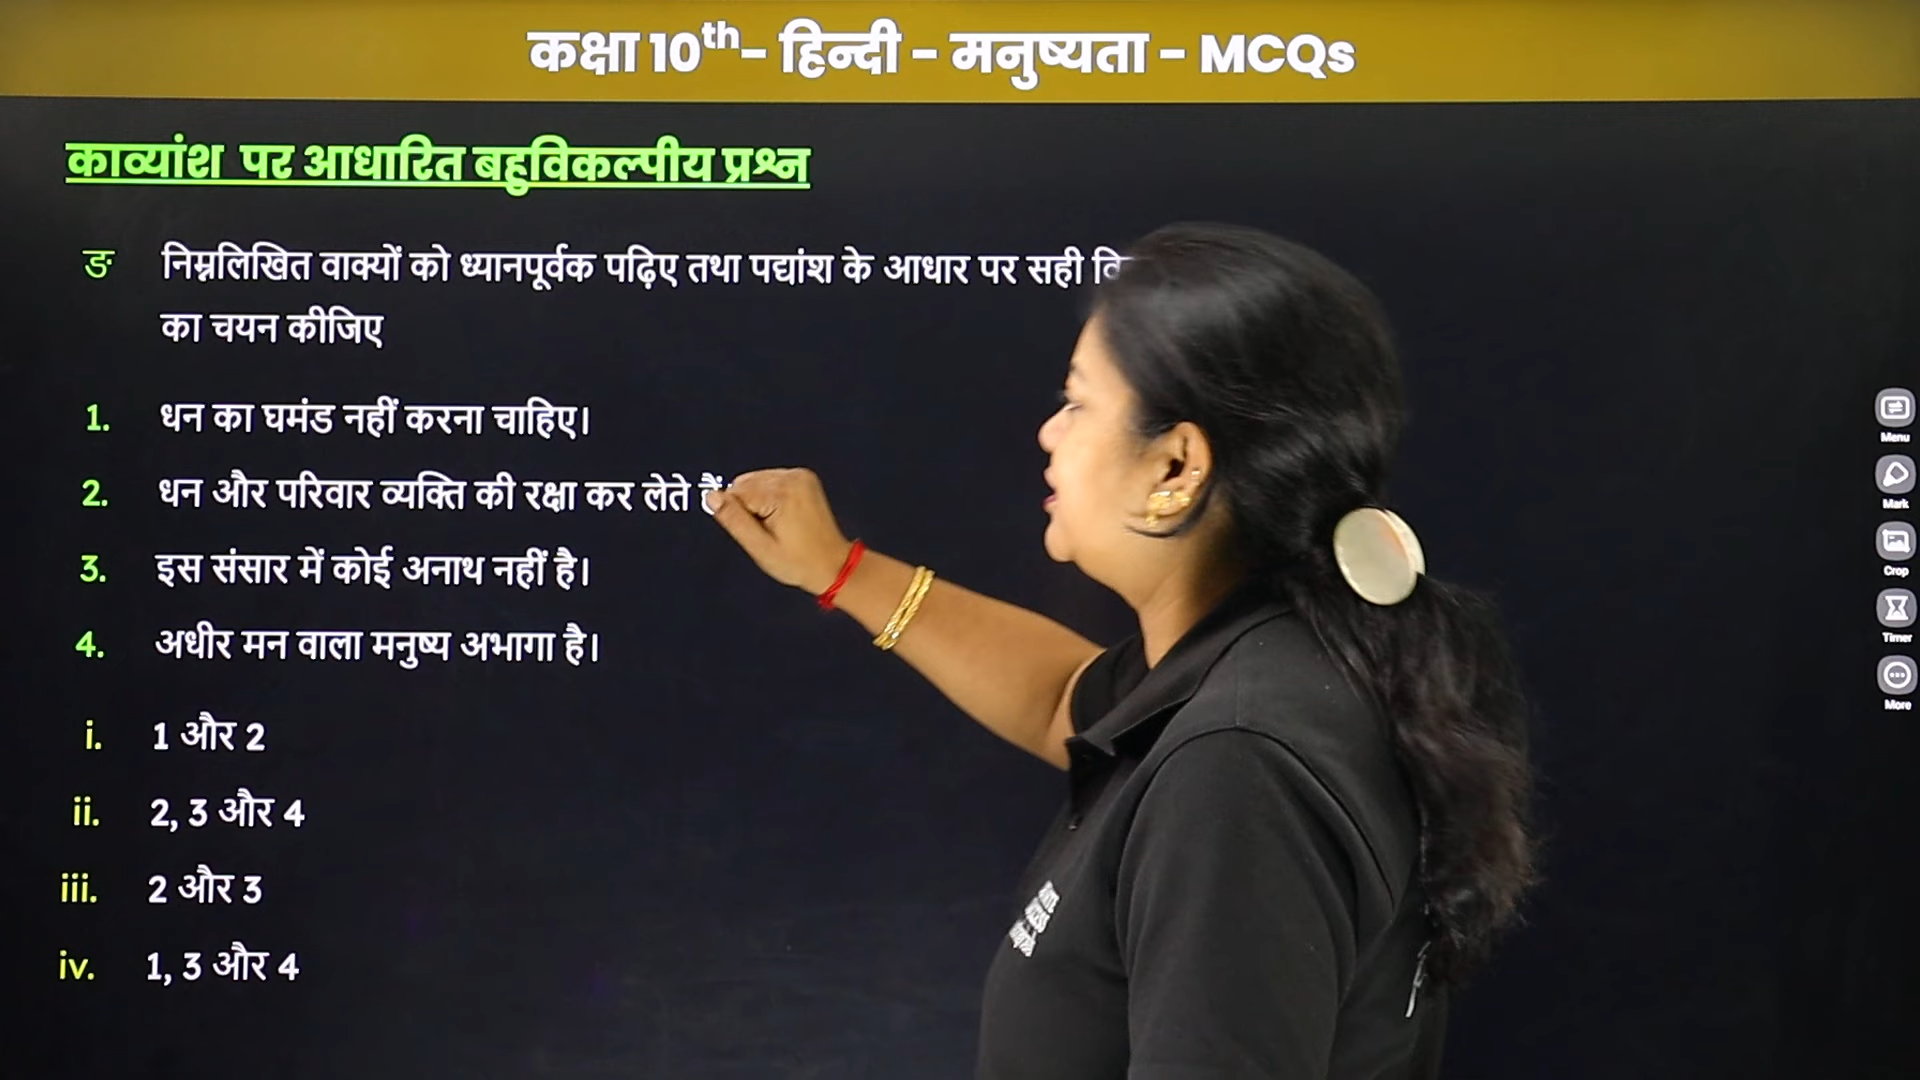 कक्षा 10th- हिन्दी - मनुष्यता - MCQs
काव्यांश पर आधारित बहुविकल्पीय प्रश्न
ङ निम्नलिखित वाक्यों को ध्यानपूर्वक पढ़िए तथा पद्यांश के आधार पर सही
का चयन कीजिए
1. धन का घमंड नहीं करना चाहिए।
2. धन और परिवार व्यक्ति की रक्षा कर लेते हैं
3. इस संसार में कोई अनाथ नहीं है।
4. अधीर मन वाला मनुष्य अभागा है।
i. 1 और 2
ii. 2, 3 और 4
iii. 2 और 3
iv. 1, 3 और 4
Menu
Mark
Crop
Timer
More